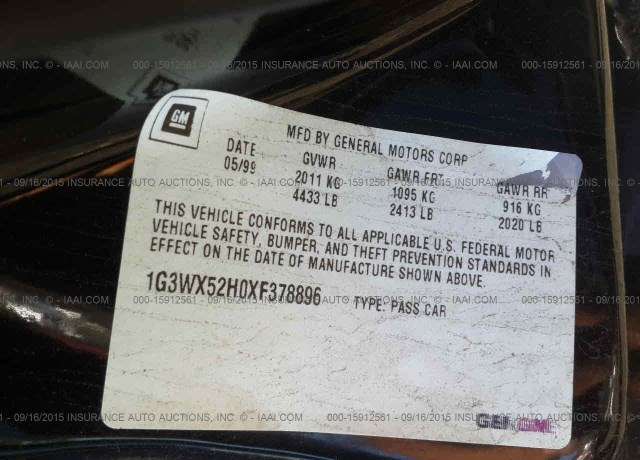 000-15912561 - 09/16/2015 INSURANCE AUTO AUCTIONS, INC. © - IAAI.COM
GM
MFD BY GENERAL MOTORS CORP
DATE GVWR GAWR FRT GAWR RR
05/99 2011 KG 1095 KG 916 KG
4433 LB 2413 LB 2020 LB
THIS VEHICLE CONFORMS TO ALL APPLICABLE U.S. FEDERAL MOTOR
VEHICLE SAFETY, BUMPER, AND THEFT PREVENTION STANDARDS IN
EFFECT ON THE DATE OF MANUFACTURE SHOWN ABOVE.
1G3WX52H0XF378896 TYPE: PASS CAR